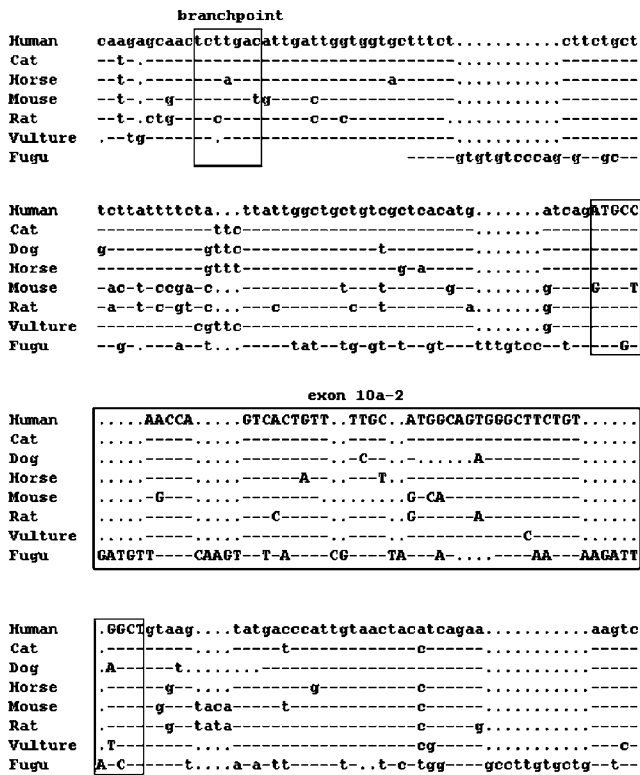 branchpoint
Human caagagcaactcttgacattgattggtggtgctttct...........cttctgct
Cat --t-.--------------------------------...........--------
Horse --t-.--------a----------------a------...........--------
Mouse --t-.--g--------tg----c--------------...........--------
Rat --t-.ctg----c---------c--c-----------...........--------
Vulture .--tg-------.------------------------...........--------
Fugu -----gtgtgtcccag-g--gc--
Human tcttattttcta...ttattggctgctgtcgctcacatg.......atcagATGCC
Cat ------------ttc------------------------.......----------
Dog g----------gttc--------------t---------.......----------
Horse -----------gttt----------------g-a-----.......----------
Mouse -ac-t-ccga-c...----------t---t-----g--.......g----G---T
Rat -a--t-c-gt-c...---c-------c--t--------a.......g---------
Vulture ----------cgttc------------------------.......g---------
Fugu --g-.---a--t...-----tat--tg-gt-t--gt---tttgtcc--t-----G-
exon 10a-2
Human .....AACCA.....GTCACTGTT..TTGC..ATGGCAGTGGGCTTCTGT......
Cat .....-----.....---------..----..------------------......
Dog .....-----.....---------..-C--..-......A----------......
Horse .....-----.....------A--..--T-..------------------......
Mouse .....-G---.....--------.........G-CA--------------......
Rat .....-----.....---C-----..----..G------A----------......
Vulture .....-----.....---------..----..------------C-----......
Fugu GATGTT----CAAGT--T-A----CG----TA---A---....----AA---AAGATT
Human .GGCTgtaag....tatgacccattgtaactacatcagaa...........aagtc
Cat .---------....-----t-------------c------...........-----
Dog .A------t-........------------------------...........-----
Horse .------g--....--------g----------c------...........-----
Mouse .-----g---taca-----t-------------c------...........-----
Rat .------g--tata-------------------c-----g...........-----
Vulture .T--------....-------------------cg-----...........---c-
Fugu A-C------t....a-a-tt-----t-.t-c-tgg----gccttgtgctg--t--